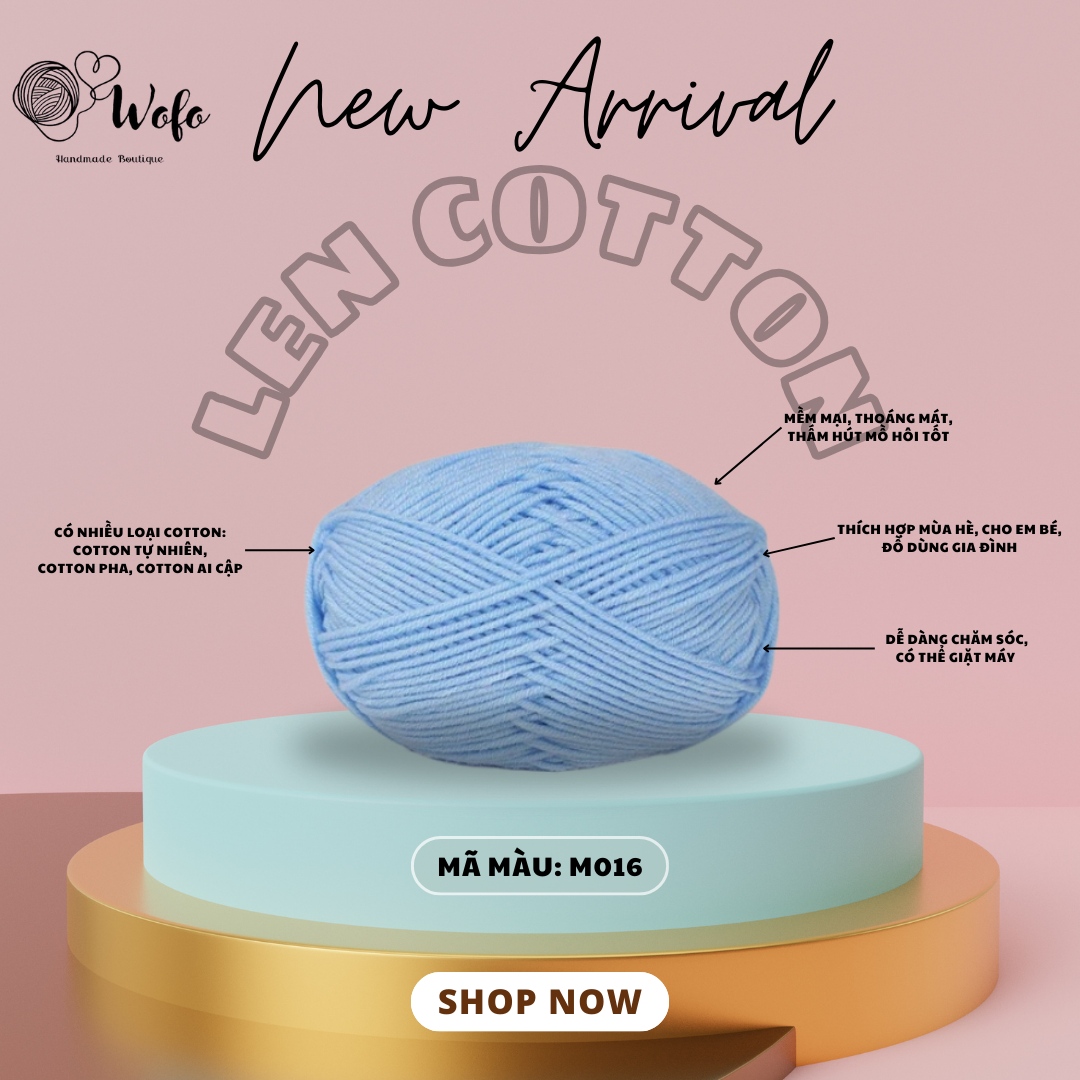 Wofo
Handmade Boutique
New Arrival
LEN COTTON
MỀM MẠI, THOÁNG MÁT,
THẤM HÚT MỒ HÔI TỐT
CÓ NHIỀU LOẠI COTTON:
COTTON TỰ NHIÊN,
COTTON PHA, COTTON AI CẬP
THÍCH HỢP MÙA HÈ, CHO EM BÉ,
ĐỒ DÙNG GIA ĐÌNH
DỄ DÀNG CHĂM SÓC,
CÓ THỂ GIẶT MÁY
MÃ MÀU: M016
SHOP NOW